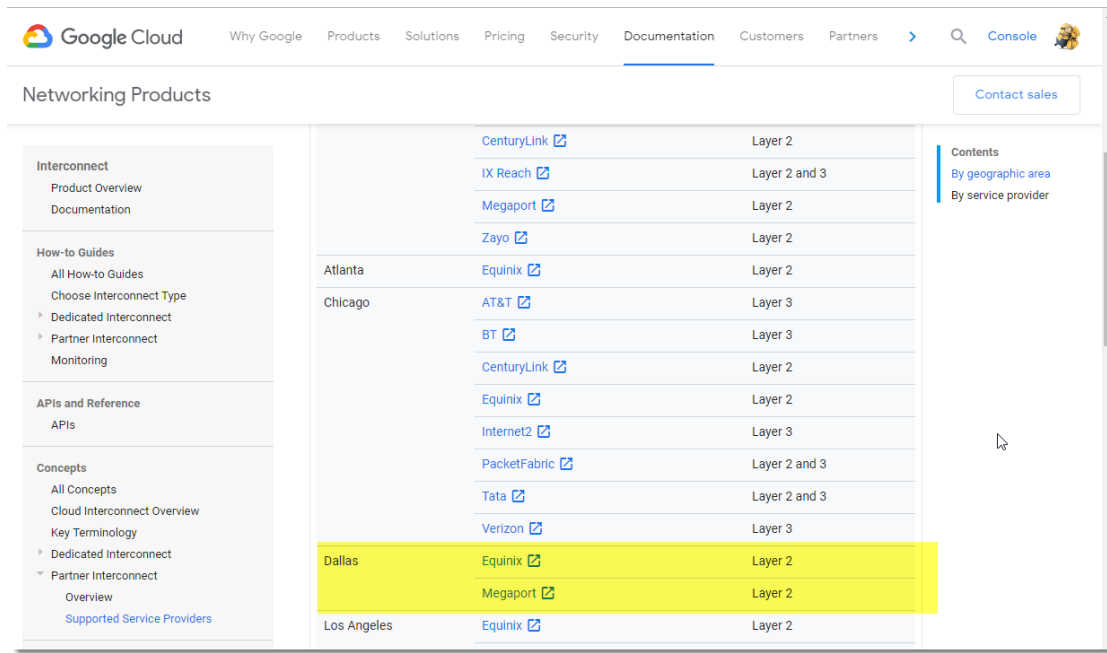 Google Cloud Why Google Products Solutions Pricing Security Documentation Customers Partners Console
Networking Products Contact sales
Interconnect
Product Overview
Documentation
How-to Guides
All How-to Guides
Choose Interconnect Type
Dedicated Interconnect
Partner Interconnect
Monitoring
APIs and Reference
APIs
Concepts
All Concepts
Cloud Interconnect Overview
Key Terminology
Dedicated Interconnect
Partner Interconnect
Overview
Supported Service Providers
CenturyLink Layer 2
IX Reach Layer 2 and 3
Megaport Layer 2
Zayo Layer 2
Atlanta Equinix Layer 2
Chicago AT&T Layer 3
BT Layer 3
CenturyLink Layer 2
Equinix Layer 2
Internet2 Layer 3
PacketFabric Layer 2 and 3
Tata Layer 2 and 3
Verizon Layer 3
Dallas Equinix Layer 2
Megaport Layer 2
Los Angeles Equinix Layer 2
Contents
By geographic area
By service provider